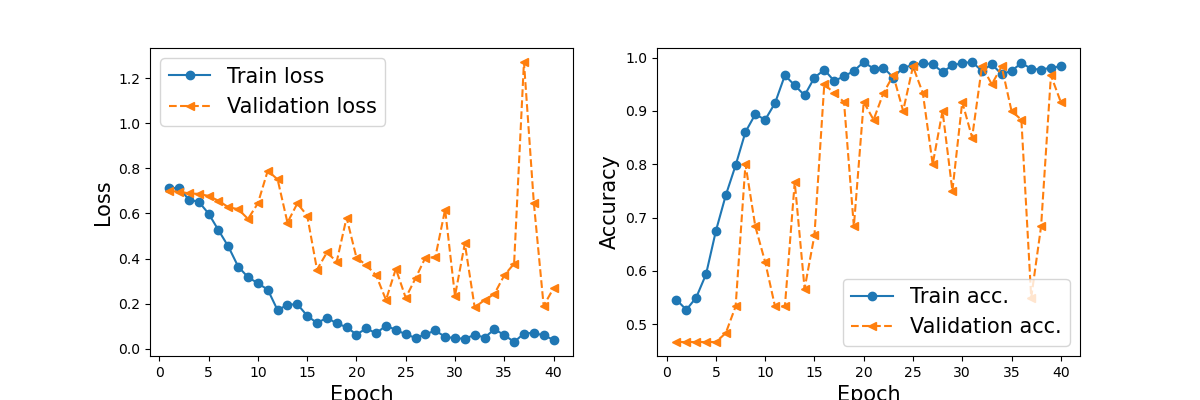 Train loss
Validation loss
Loss
1.2
1.0
0.8
0.6
0.4
0.2
0.0
0 5 10 15 20 25 30 35 40
Epoch
Accuracy
1.0
0.9
0.8
0.7
0.6
0.5
Train acc.
Validation acc.
0 5 10 15 20 25 30 35 40
Epoch